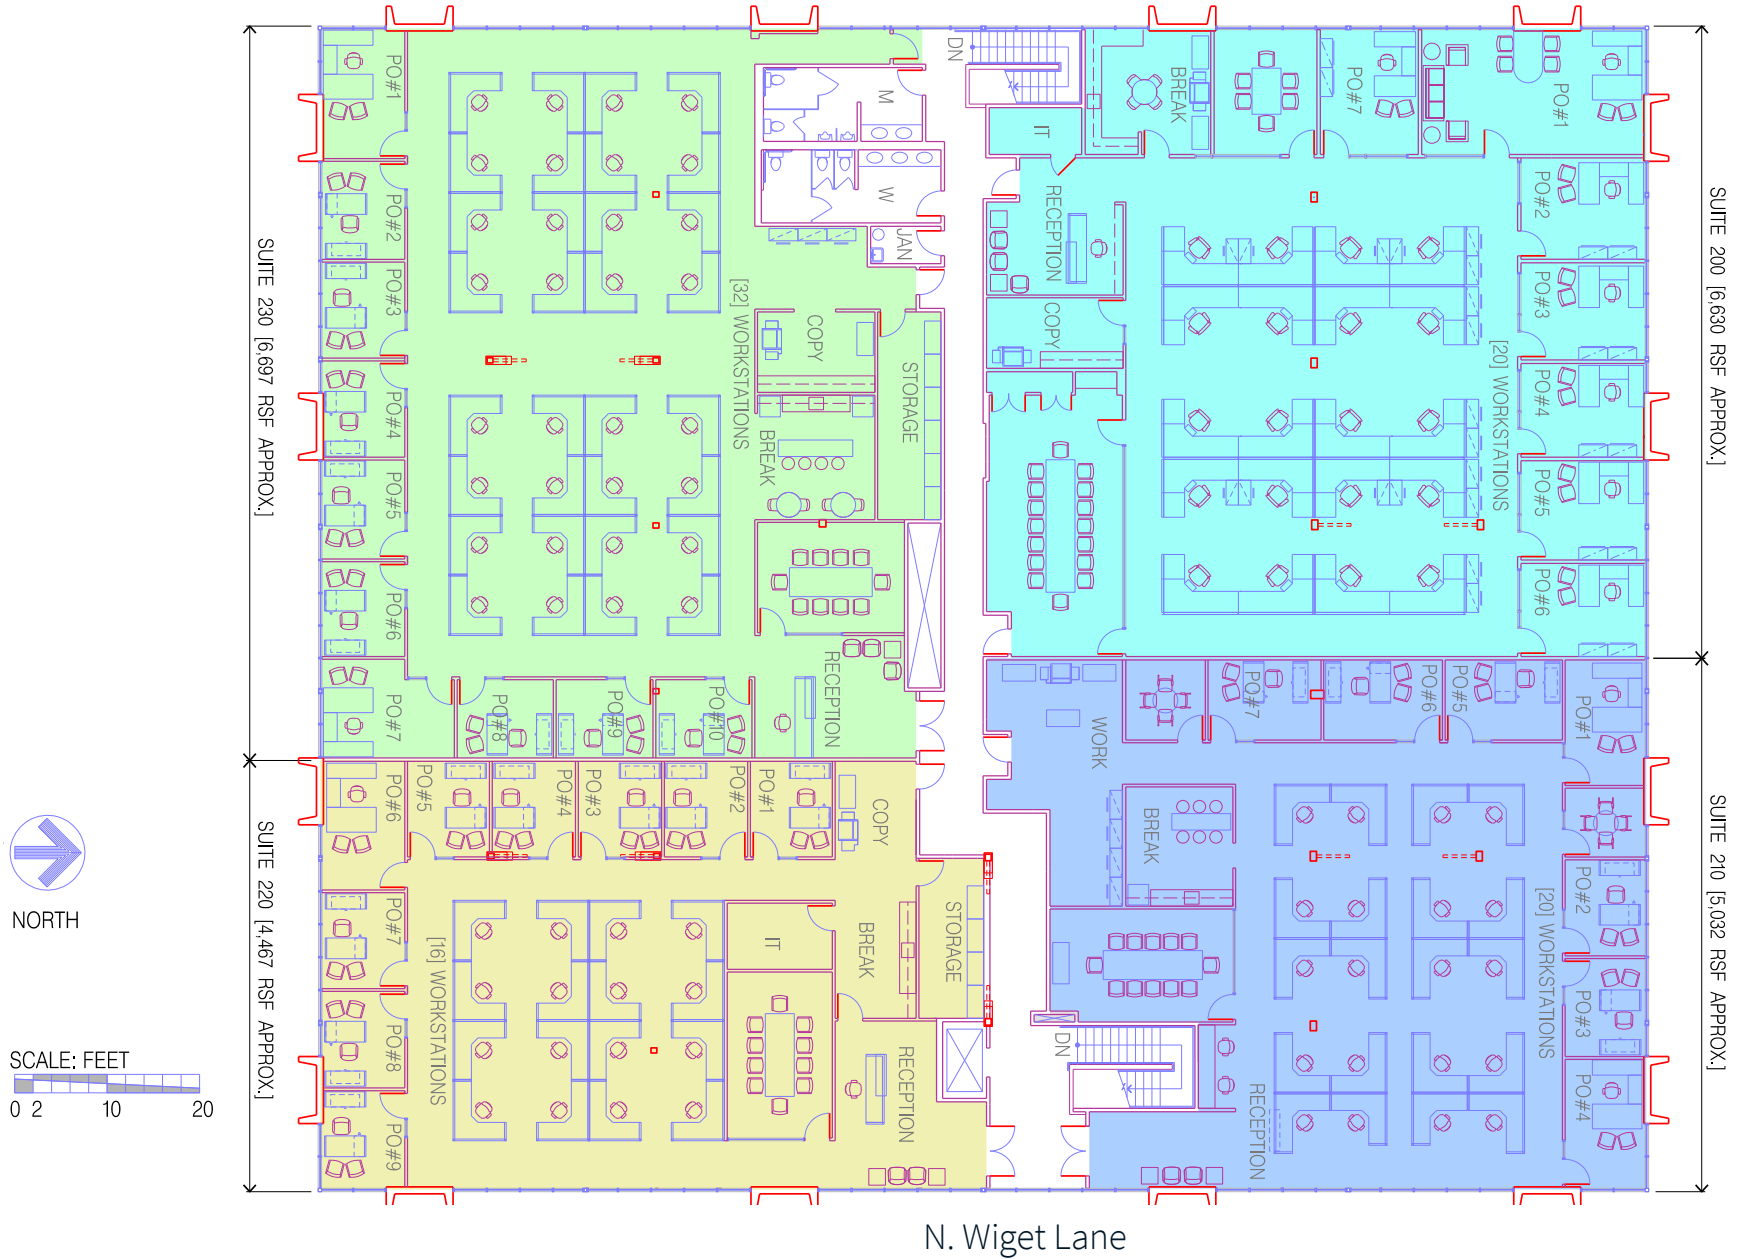 SUITE 230 [6,697 RSF APPROX.]
PO#1
PO#2
PO#3
PO#4
PO#5
PO#6
PO#7
PO#8
PO#9
PO#10
[32] WORKSTATIONS
M
W
JAN
COPY
STORAGE
BREAK
RECEPTION
DN
SUITE 200 [6,630 RSF APPROX.]
IT
BREAK
PO#7
PO#1
RECEPTION
COPY
PO#2
PO#3
PO#4
PO#5
PO#6
[20] WORKSTATIONS
SUITE 220 [4,467 RSF APPROX.]
PO#6
PO#5
PO#4
PO#3
PO#2
PO#1
COPY
PO#7
PO#8
PO#9
[16] WORKSTATIONS
IT
BREAK
STORAGE
RECEPTION
SUITE 210 [5,032 RSF APPROX.]
WORK
PO#7
PO#6
PO#5
PO#1
BREAK
PO#2
PO#3
PO#4
[20] WORKSTATIONS
DN
RECEPTION
NORTH
SCALE: FEET
0 2 10 20
N. Wiget Lane